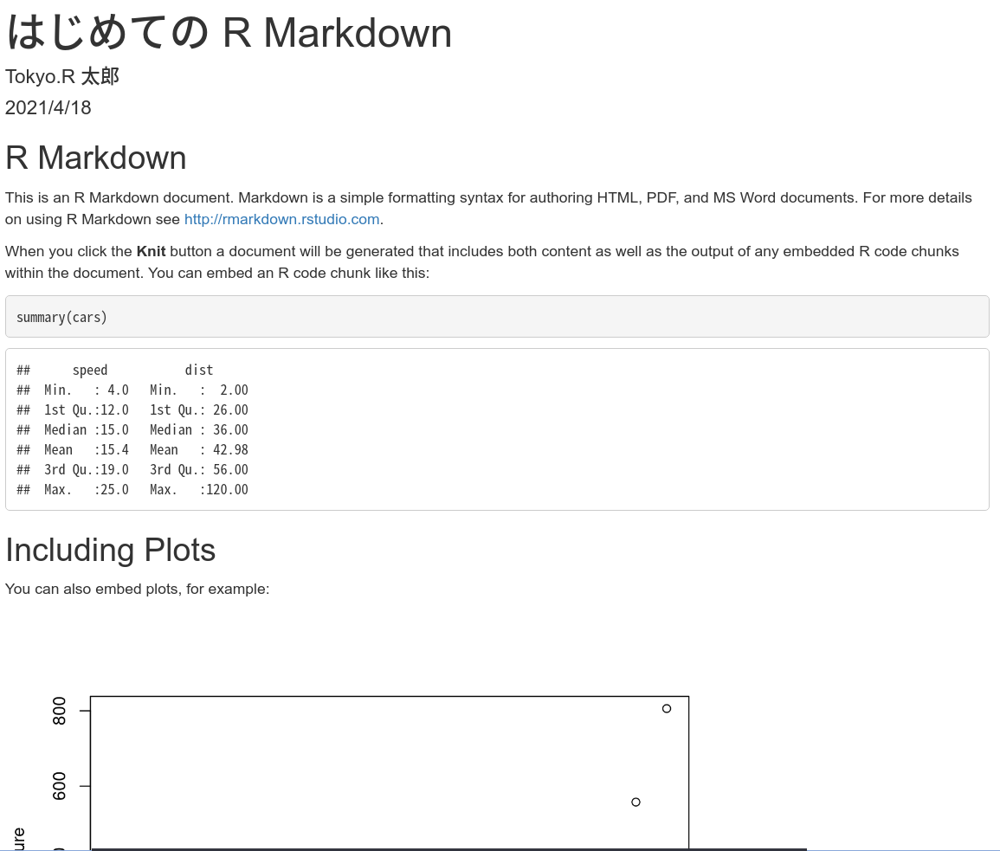 はじめての R Markdown
Tokyo.R 太郎
2021/4/18
R Markdown
This is an R Markdown document. Markdown is a simple formatting syntax for authoring HTML, PDF, and MS Word documents. For more details
on using R Markdown see http://rmarkdown.rstudio.com.
When you click the Knit button a document will be generated that includes both content as well as the output of any embedded R code chunks
within the document. You can embed an R code chunk like this:
summary(cars)
##      speed           dist
##  Min.   : 4.0   Min.   :  2.00
##  1st Qu.:12.0   1st Qu.: 26.00
##  Median :15.0   Median : 36.00
##  Mean   :15.4   Mean   : 42.98
##  3rd Qu.:19.0   3rd Qu.: 56.00
##  Max.   :25.0   Max.   :120.00
Including Plots
You can also embed plots, for example:
800
600